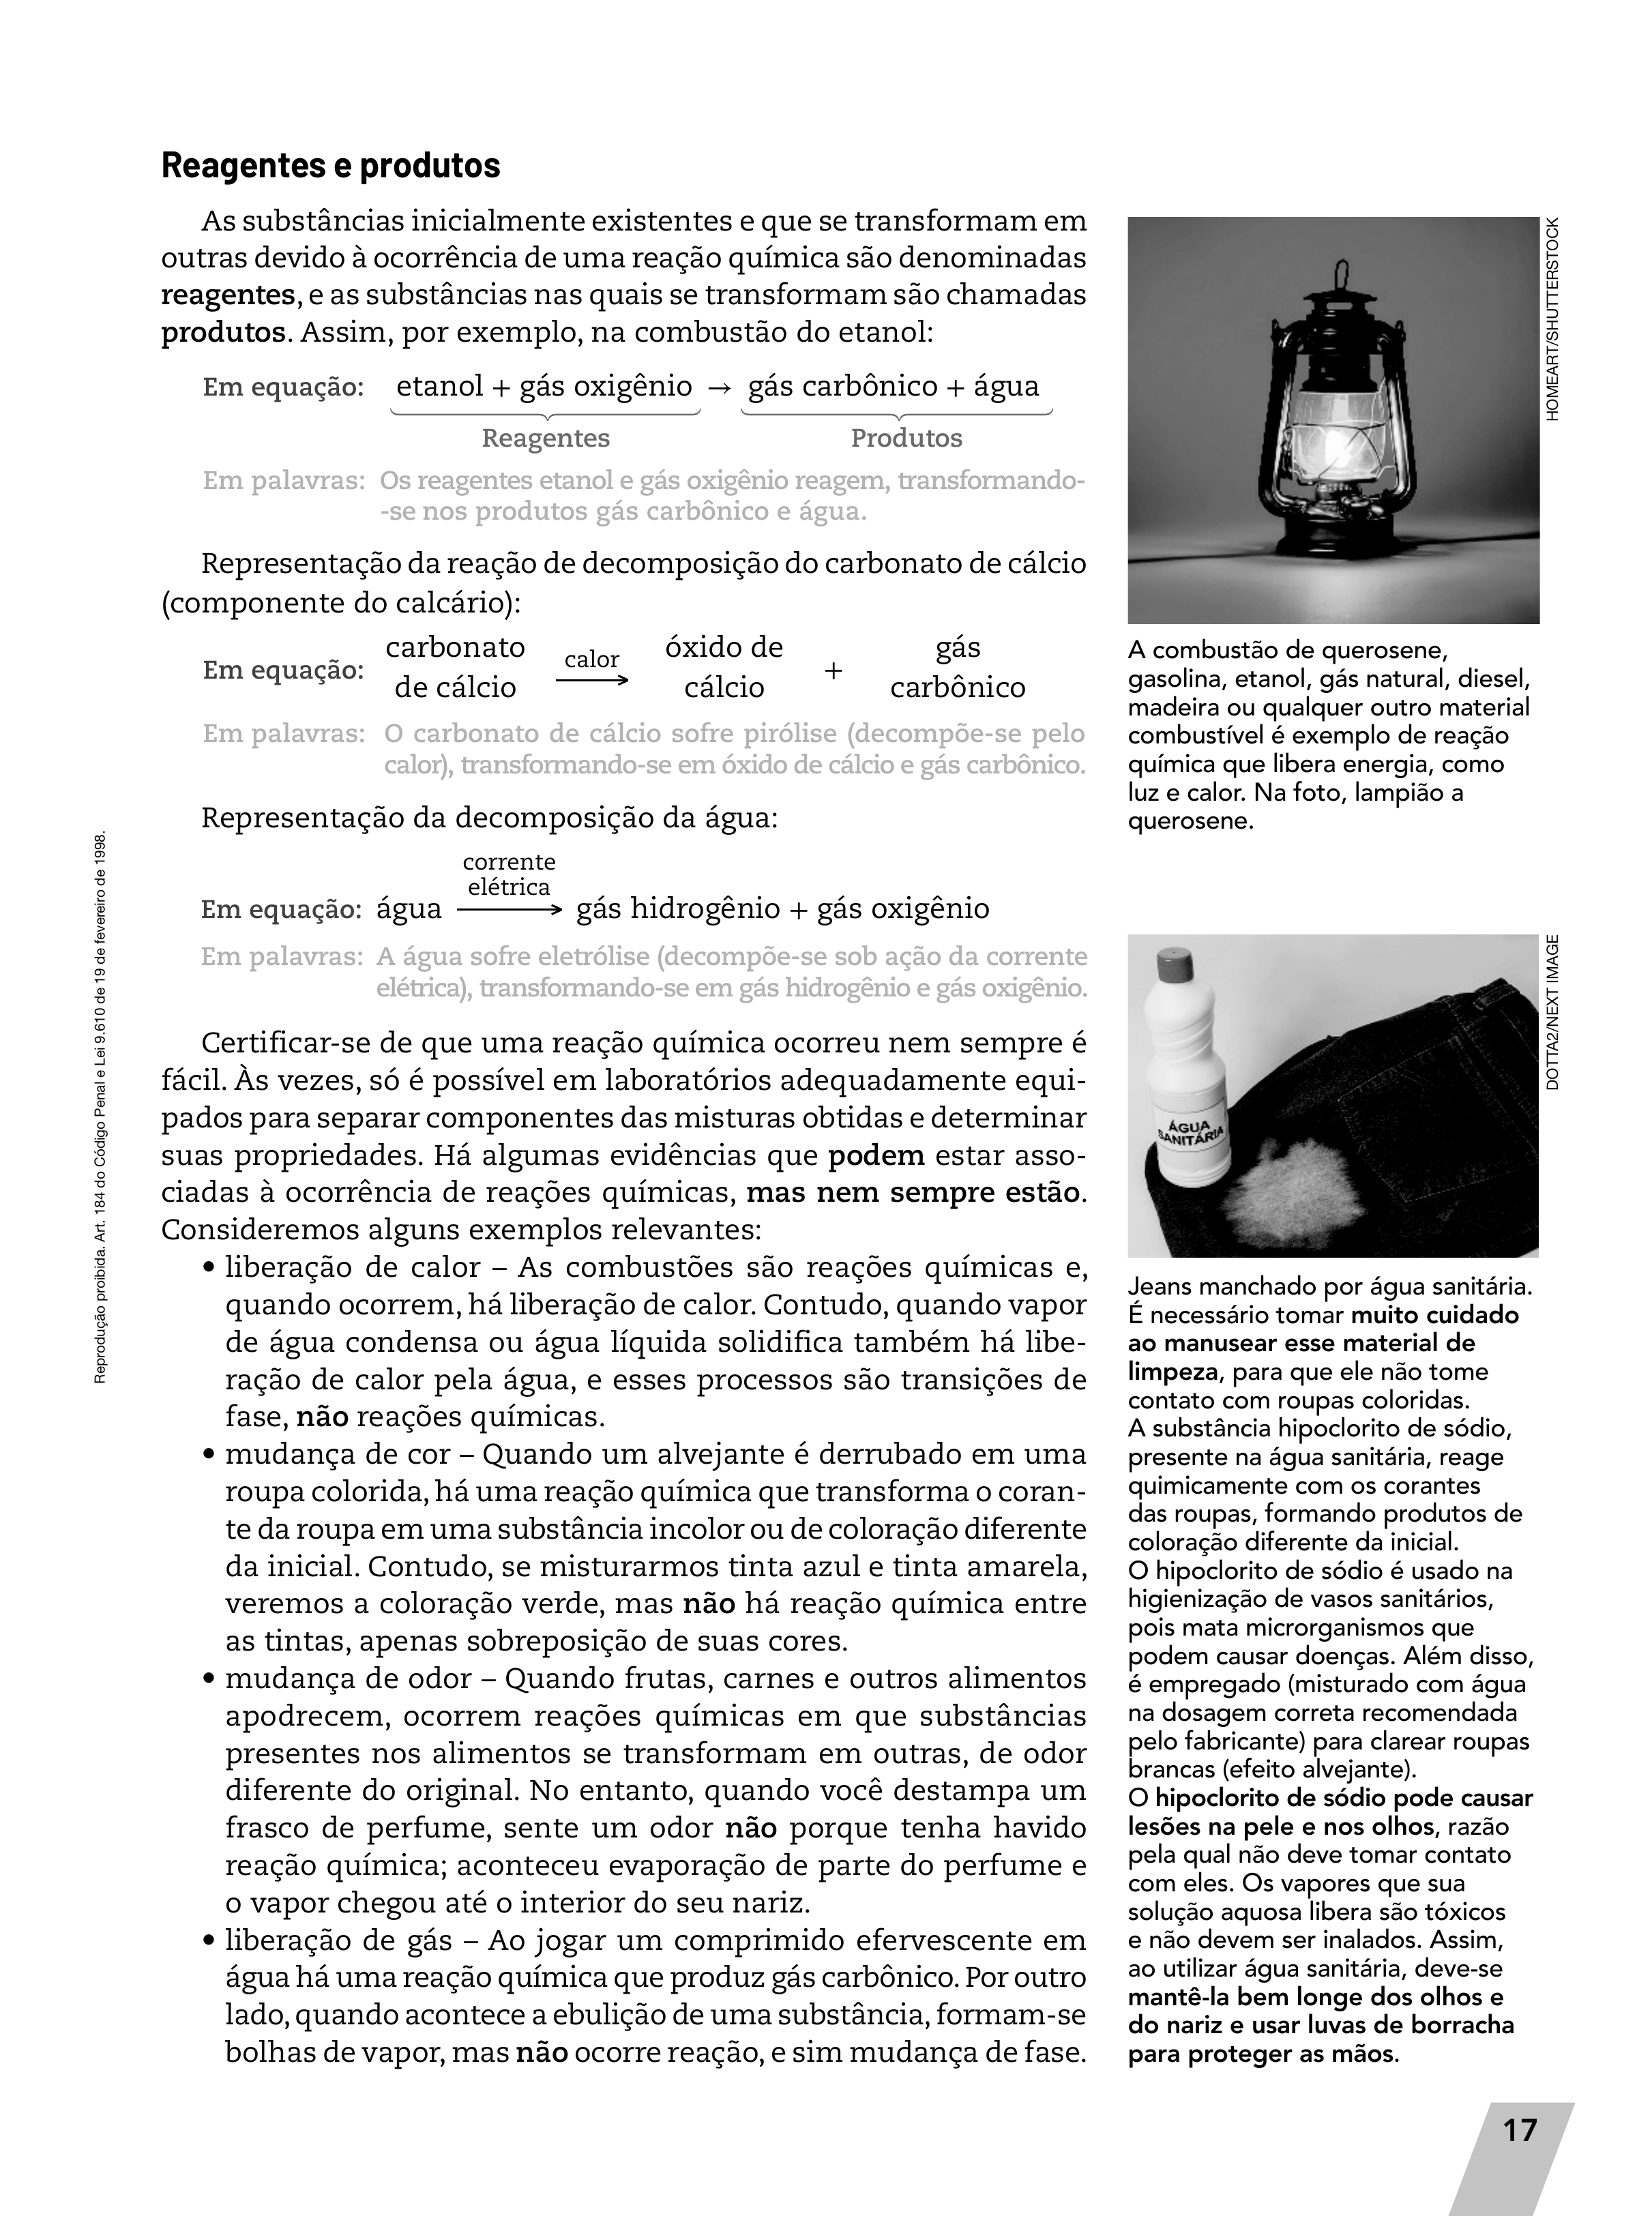 Reagentes e produtos
As substâncias inicialmente existentes e que se transformam em
outras devido à ocorrência de uma reação química são denominadas
reagentes, e as substâncias nas quais se transformam são chamadas
produtos. Assim, por exemplo, na combustão do etanol:
Em equação: etanol + gás oxigênio → gás carbônico + água
Reagentes Produtos
Em palavras: Os reagentes etanol e gás oxigênio reagem, transformando-
-se nos produtos gás carbônico e água.
Representação da reação de decomposição do carbonato de cálcio
(componente do calcário):
Em equação: carbonato de cálcio calor → óxido de cálcio + gás carbônico
Em palavras: O carbonato de cálcio sofre pirólise (decompõe-se pelo
calor), transformando-se em óxido de cálcio e gás carbônico.
Representação da decomposição da água:
corrente
elétrica
Em equação: água → gás hidrogênio + gás oxigênio
Em palavras: A água sofre eletrólise (decompõe-se sob ação da corrente
elétrica), transformando-se em gás hidrogênio e gás oxigênio.
Certificar-se de que uma reação química ocorreu nem sempre é
fácil. Às vezes, só é possível em laboratórios adequadamente equi-
pados para separar componentes das misturas obtidas e determinar
suas propriedades. Há algumas evidências que podem estar asso-
ciadas à ocorrência de reações químicas, mas nem sempre estão.
Consideremos alguns exemplos relevantes:
• liberação de calor – As combustões são reações químicas e,
quando ocorrem, há liberação de calor. Contudo, quando vapor
de água condensa ou água líquida solidifica também há libe-
ração de calor pela água, e esses processos são transições de
fase, não reações químicas.
• mudança de cor – Quando um alvejante é derrubado em uma
roupa colorida, há uma reação química que transforma o coran-
te da roupa em uma substância incolor ou de coloração diferente
da inicial. Contudo, se misturarmos tinta azul e tinta amarela,
veremos a coloração verde, mas não há reação química entre
as tintas, apenas sobreposição de suas cores.
• mudança de odor – Quando frutas, carnes e outros alimentos
apodrecem, ocorrem reações químicas em que substâncias
presentes nos alimentos se transformam em outras, de odor
diferente do original. No entanto, quando você destampa um
frasco de perfume, sente um odor não porque tenha havido
reação química; aconteceu evaporação de parte do perfume e
o vapor chegou até o interior do seu nariz.
• liberação de gás – Ao jogar um comprimido efervescente em
água há uma reação química que produz gás carbônico. Por outro
lado, quando acontece a ebulição de uma substância, formam-se
bolhas de vapor, mas não ocorre reação, e sim mudança de fase.
HOMEART/SHUTTERSTOCK
A combustão de querosene,
gasolina, etanol, gás natural, diesel,
madeira ou qualquer outro material
combustível é exemplo de reação
química que libera energia, como
luz e calor. Na foto, lampião a
querosene.
ÁGUA
SANITÁRIA
DOTTA2/NEXT IMAGE
Jeans manchado por água sanitária.
É necessário tomar muito cuidado
ao manusear esse material de
limpeza, para que ele não tome
contato com roupas coloridas.
A substância hipoclorito de sódio,
presente na água sanitária, reage
quimicamente com os corantes
das roupas, formando produtos de
coloração diferente da inicial.
O hipoclorito de sódio é usado na
higienização de vasos sanitários,
pois mata microrganismos que
podem causar doenças. Além disso,
é empregado (misturado com água
na dosagem correta recomendada
pelo fabricante) para clarear roupas
brancas (efeito alvejante).
O hipoclorito de sódio pode causar
lesões na pele e nos olhos, razão
pela qual não deve tomar contato
com eles. Os vapores que sua
solução aquosa libera são tóxicos
e não devem ser inalados. Assim,
ao utilizar água sanitária, deve-se
mantê-la bem longe dos olhos e
do nariz e usar luvas de borracha
para proteger as mãos.
Reprodução proibida. Art. 184 do Código Penal e Lei 9.610 de 19 de fevereiro de 1998.
17